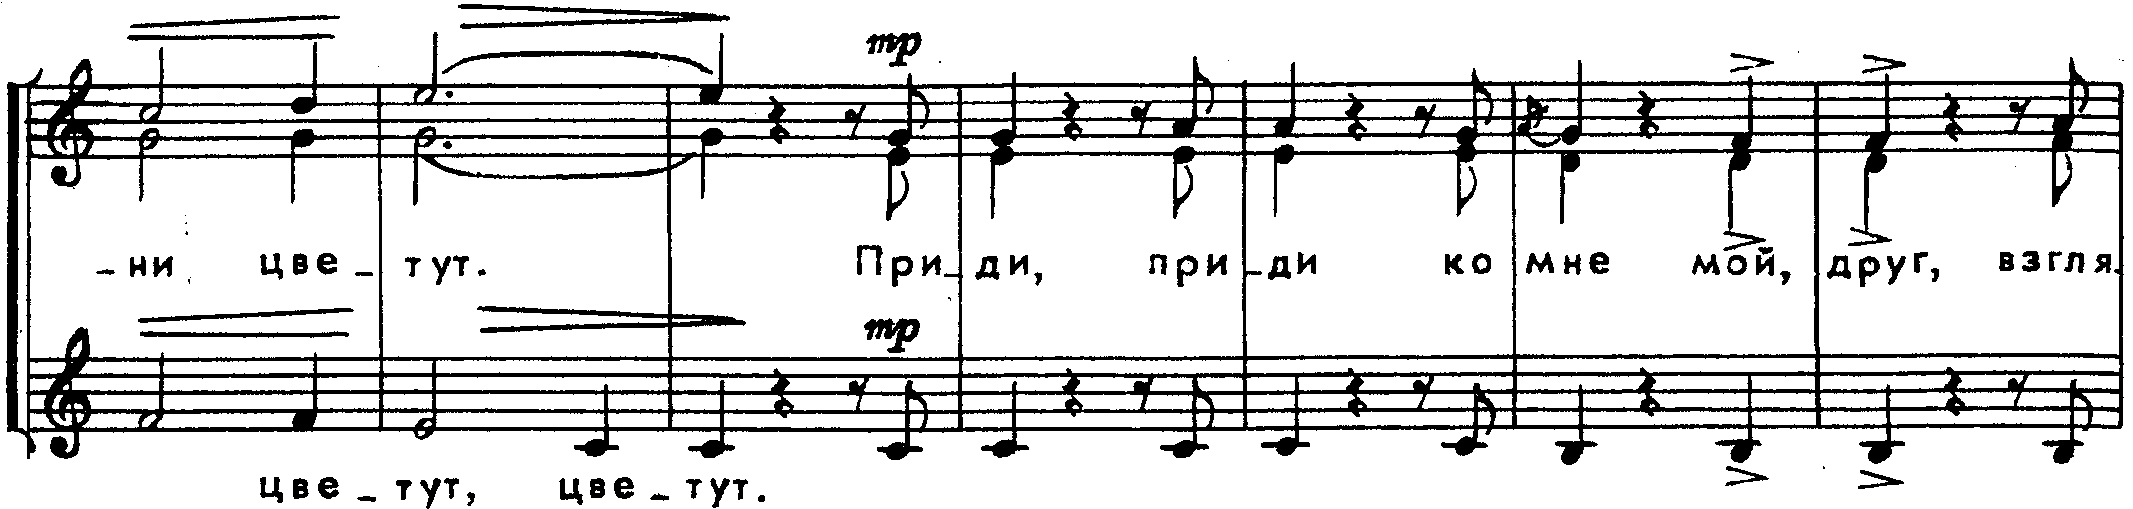 mp
– ни цве – тут. При – ди, при – ди ко мне мой, друг, взгля –
mp
цве – тут, цве – тут.